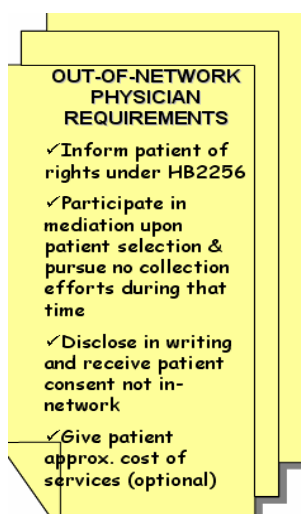 OUT-OF-NETWORK
PHYSICIAN
REQUIREMENTS
✓Inform patient of
rights under HB2256
✓Participate in
mediation upon
patient selection &
pursue no collection
efforts during that
time
✓Disclose in writing
and receive patient
consent not in-
network
✓Give patient
approx. cost of
services (optional)